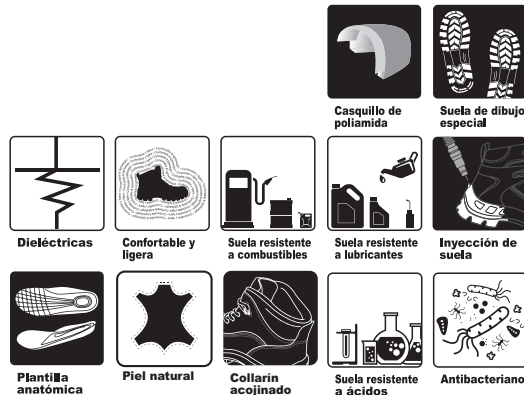 Casquillo de
poliamida
Suela de dibujo
especial
Dieléctricas
Confortable y
ligera
Suela resistente
a combustibles
Suela resistente
a lubricantes
Inyección de
suela
Plantilla
anatómica
Piel natural
Collarín
acojinado
Suela resistente
a ácidos
Antibacteriano